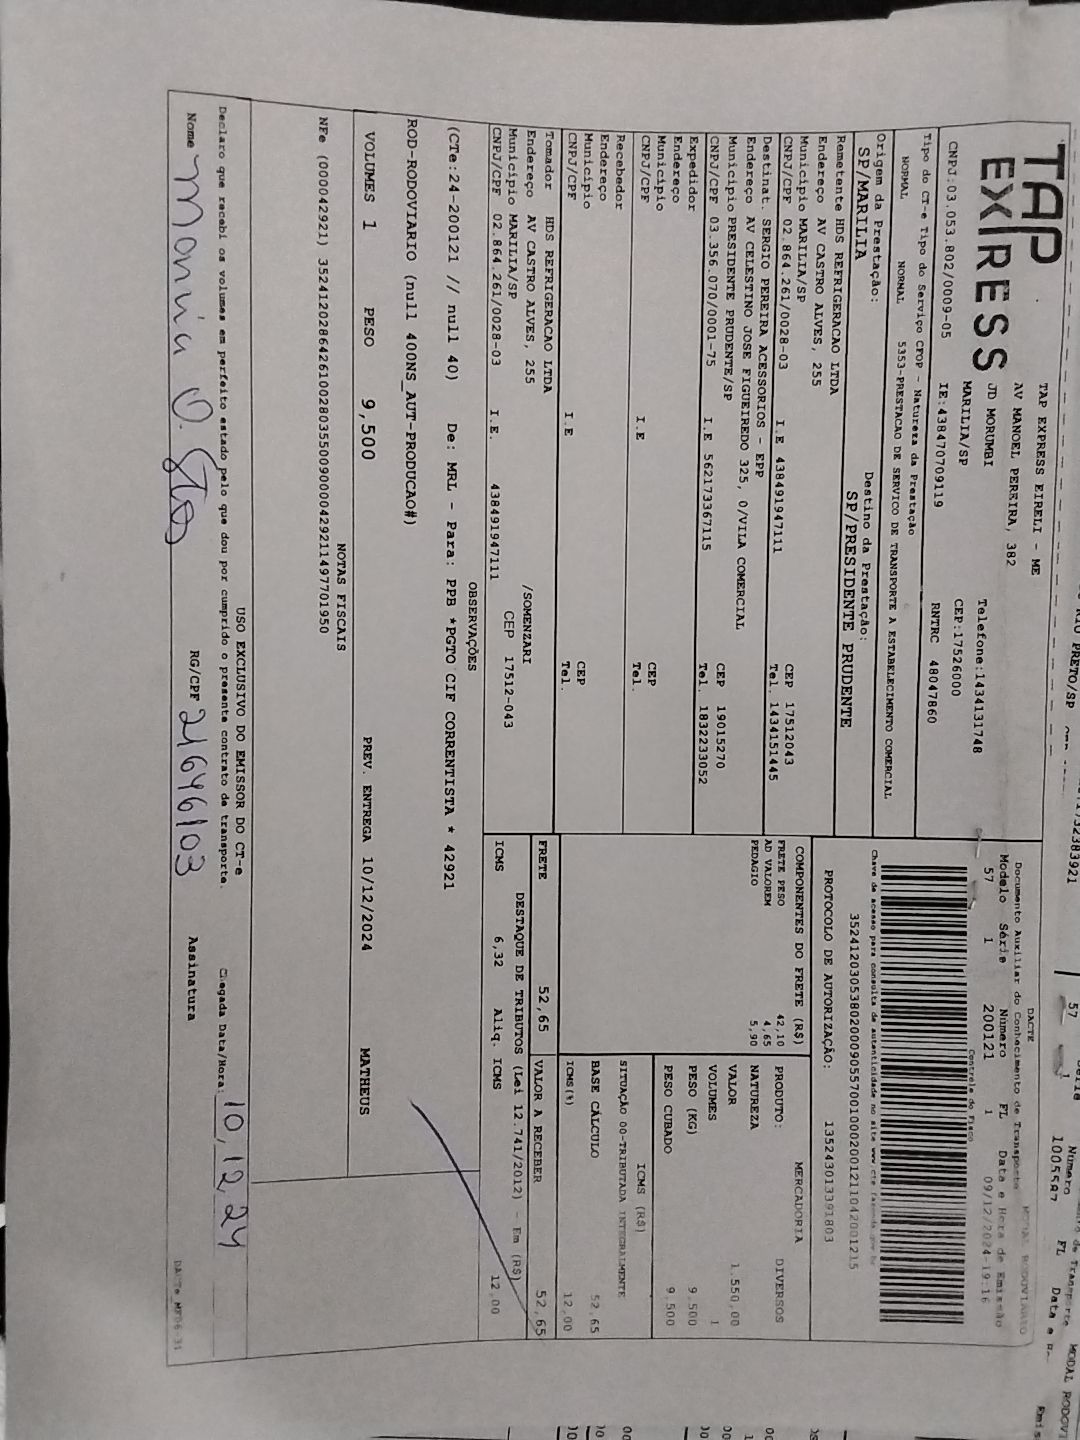 TAP
EXPRESS
TAP EXPRESS EIRELI - ME
AV MANOEL PEREIRA, 382
JD MORUMBI
MARILIA/SP
Telefone:1434131748
CEP:17526000
CNPJ:03.053.802/0009-05 IE:438470709119 RNTRC 48047860
DACTE
Documento Auxiliar do Conhecimento de Transporte
MODAL RODOVIARIO
Modelo Série Número FL Data e Hora de Emissão
57 1 200121 1 09/12/2024-19:16
Controle do Fisco
Tipo do CT-e Tipo do Serviço CFOP - Natureza da Prestação
NORMAL NORMAL 5353-PRESTACAO DE SERVICO DE TRANSPORTE A ESTABELECIMENTO COMERCIAL
Origem da Prestação: Destino da Prestação:
SP/MARILIA SP/PRESIDENTE PRUDENTE
Chave de acesso para consulta de autenticidade no site www.cte.fazenda.gov.br
35241203053802000905570010002001211042001215
PROTOCOLO DE AUTORIZAÇÃO: 135243013391803
Remetente HDS REFRIGERACAO LTDA
Endereço AV CASTRO ALVES, 255
Município MARILIA/SP CEP 17512043
CNPJ/CPF 02.864.261/0028-03 I.E 438491947111 Tel. 1434151445
Destinat. SERGIO PEREIRA ACESSORIOS - EPP
Endereço AV CELESTINO JOSE FIGUEIREDO 325, 0/VILA COMERCIAL
Município PRESIDENTE PRUDENTE/SP CEP 19015270
CNPJ/CPF 03.356.070/0001-75 I.E 562173367115 Tel. 1832233052
Expedidor
Endereço
Município CEP
CNPJ/CPF I.E Tel.
Recebedor
Endereço
Município CEP
CNPJ/CPF I.E Tel.
Tomador HDS REFRIGERACAO LTDA
Endereço AV CASTRO ALVES, 255 /SOMENZARI
Município MARILIA/SP CEP 17512-043
CNPJ/CPF 02.864.261/0028-03 I.E. 438491947111
COMPONENTES DO FRETE (R$)
FRETE PESO 42,10
AD VALOREM 4,65
PEDAGIO 5,90
MERCADORIA
PRODUTO: DIVERSOS
NATUREZA
VALOR 1.550,00
VOLUMES 1
PESO (KG) 9,500
PESO CUBADO 9,500
ICMS (R$)
SITUAÇÃO 00-TRIBUTADA INTEGRALMENTE
BASE CÁLCULO 52,65
ICMS(%) 12,00
FRETE 52,65 VALOR A RECEBER 52,65
DESTAQUE DE TRIBUTOS (Lei 12.741/2012) - Em (R$)
ICMS 6,32 Aliq. ICMS 12,00
OBSERVAÇÕES
(CTe:24-200121 // null 40) De: MRL - Para: PPB *PGTO CIF CORRENTISTA * 42921
ROD-RODOVIARIO (null 400NS_AUT-PRODUCAO#)
VOLUMES 1 PESO 9,500 PREV. ENTREGA 10/12/2024 MATHEUS
NOTAS FISCAIS
NFe (000042921) 35241202864261002803550090000429211497701950
USO EXCLUSIVO DO EMISSOR DO CT-e
Declaro que recebi os volumes em perfeito estado pelo que dou por cumprido o presente contrato de transporte. Chegada Data/Hora: 10,12,24
Nome RG/CPF 21646103 Assinatura